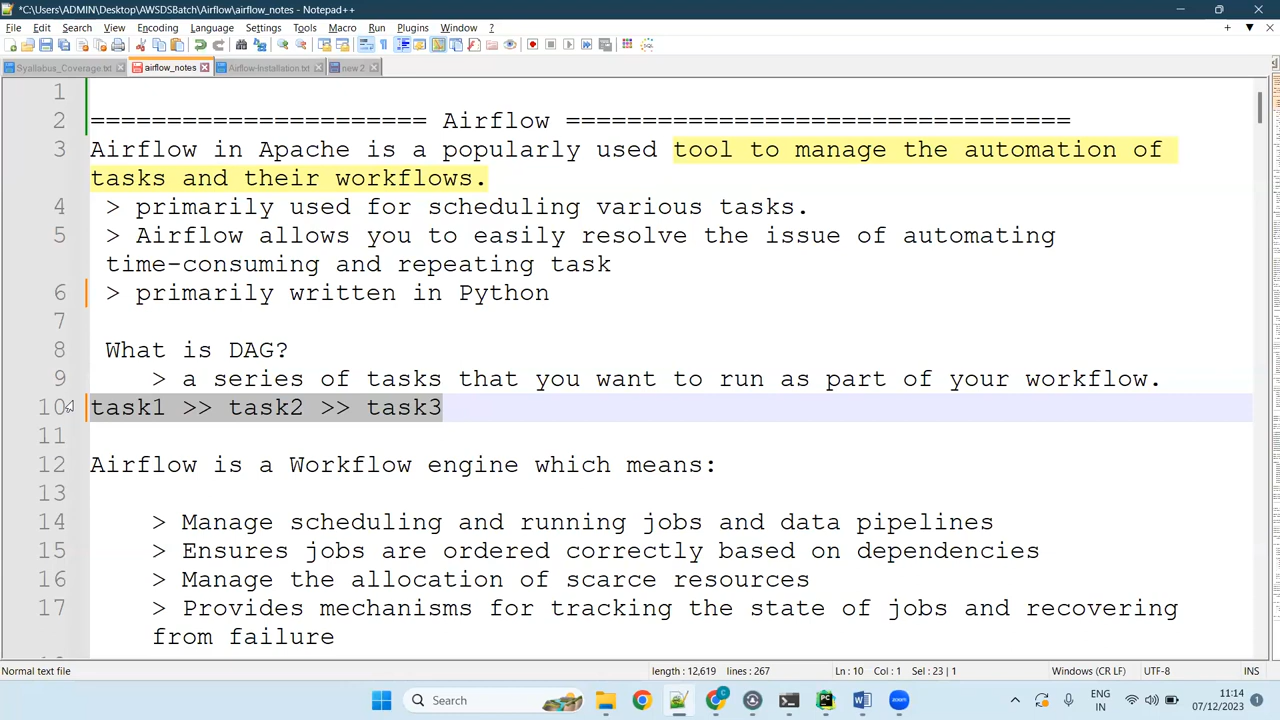 *C:\Users\ADMIN\Desktop\AWSDSBatch\Airflow\airflow_notes - Notepad++
File Edit Search View Encoding Language Settings Tools Macro Run Plugins Window ?
Syallabus_Coverage.txt airflow_notes Airflow-Installation.txt new 2
1
2 ====================== Airflow =================================
3 Airflow in Apache is a popularly used tool to manage the automation of
tasks and their workflows.
4 > primarily used for scheduling various tasks.
5 > Airflow allows you to easily resolve the issue of automating
time-consuming and repeating task
6 > primarily written in Python
7
8 What is DAG?
9 > a series of tasks that you want to run as part of your workflow.
10 task1 >> task2 >> task3
11
12 Airflow is a Workflow engine which means:
13
14 > Manage scheduling and running jobs and data pipelines
15 > Ensures jobs are ordered correctly based on dependencies
16 > Manage the allocation of scarce resources
17 > Provides mechanisms for tracking the state of jobs and recovering
from failure
Normal text file length : 12,619 lines : 267 Ln : 10 Col : 1 Sel : 23 | 1 Windows (CR LF) UTF-8 INS
Search zoom ENG 11:14
IN 07/12/2023